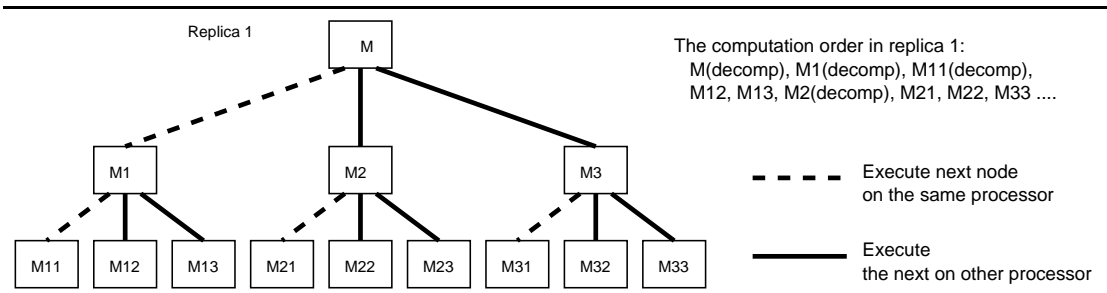 Replica 1
M
The computation order in replica 1:
M(decomp), M1(decomp), M11(decomp),
M12, M13, M2(decomp), M21, M22, M33 ....
M1
M2
M3
Execute next node
on the same processor
M11
M12
M13
M21
M22
M23
M31
M32
M33
Execute
the next on other processor